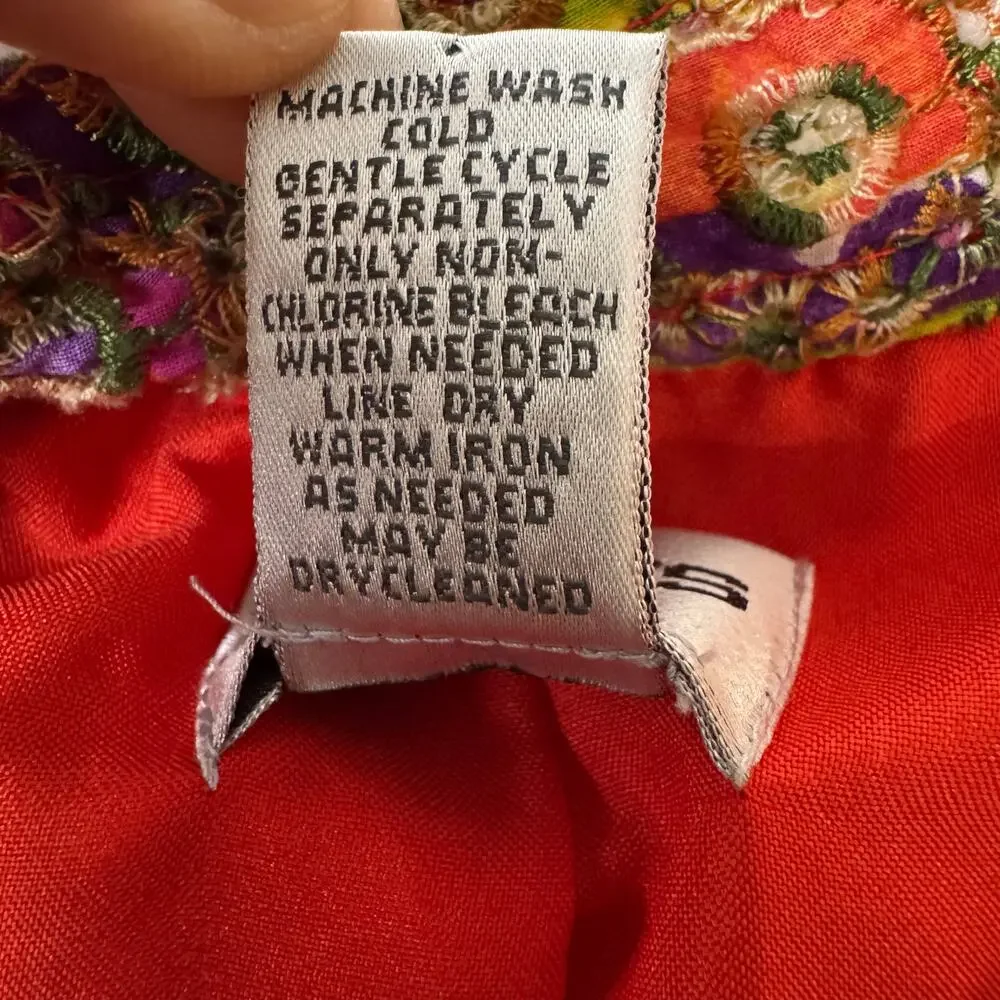 MACHINE WASH
COLD
GENTLE CYCLE
SEPARATELY
ONLY NON-
CHLORINE BLEACH
WHEN NEEDED
LINE DRY
WARM IRON
AS NEEDED
MAY BE
DRYCLEANED